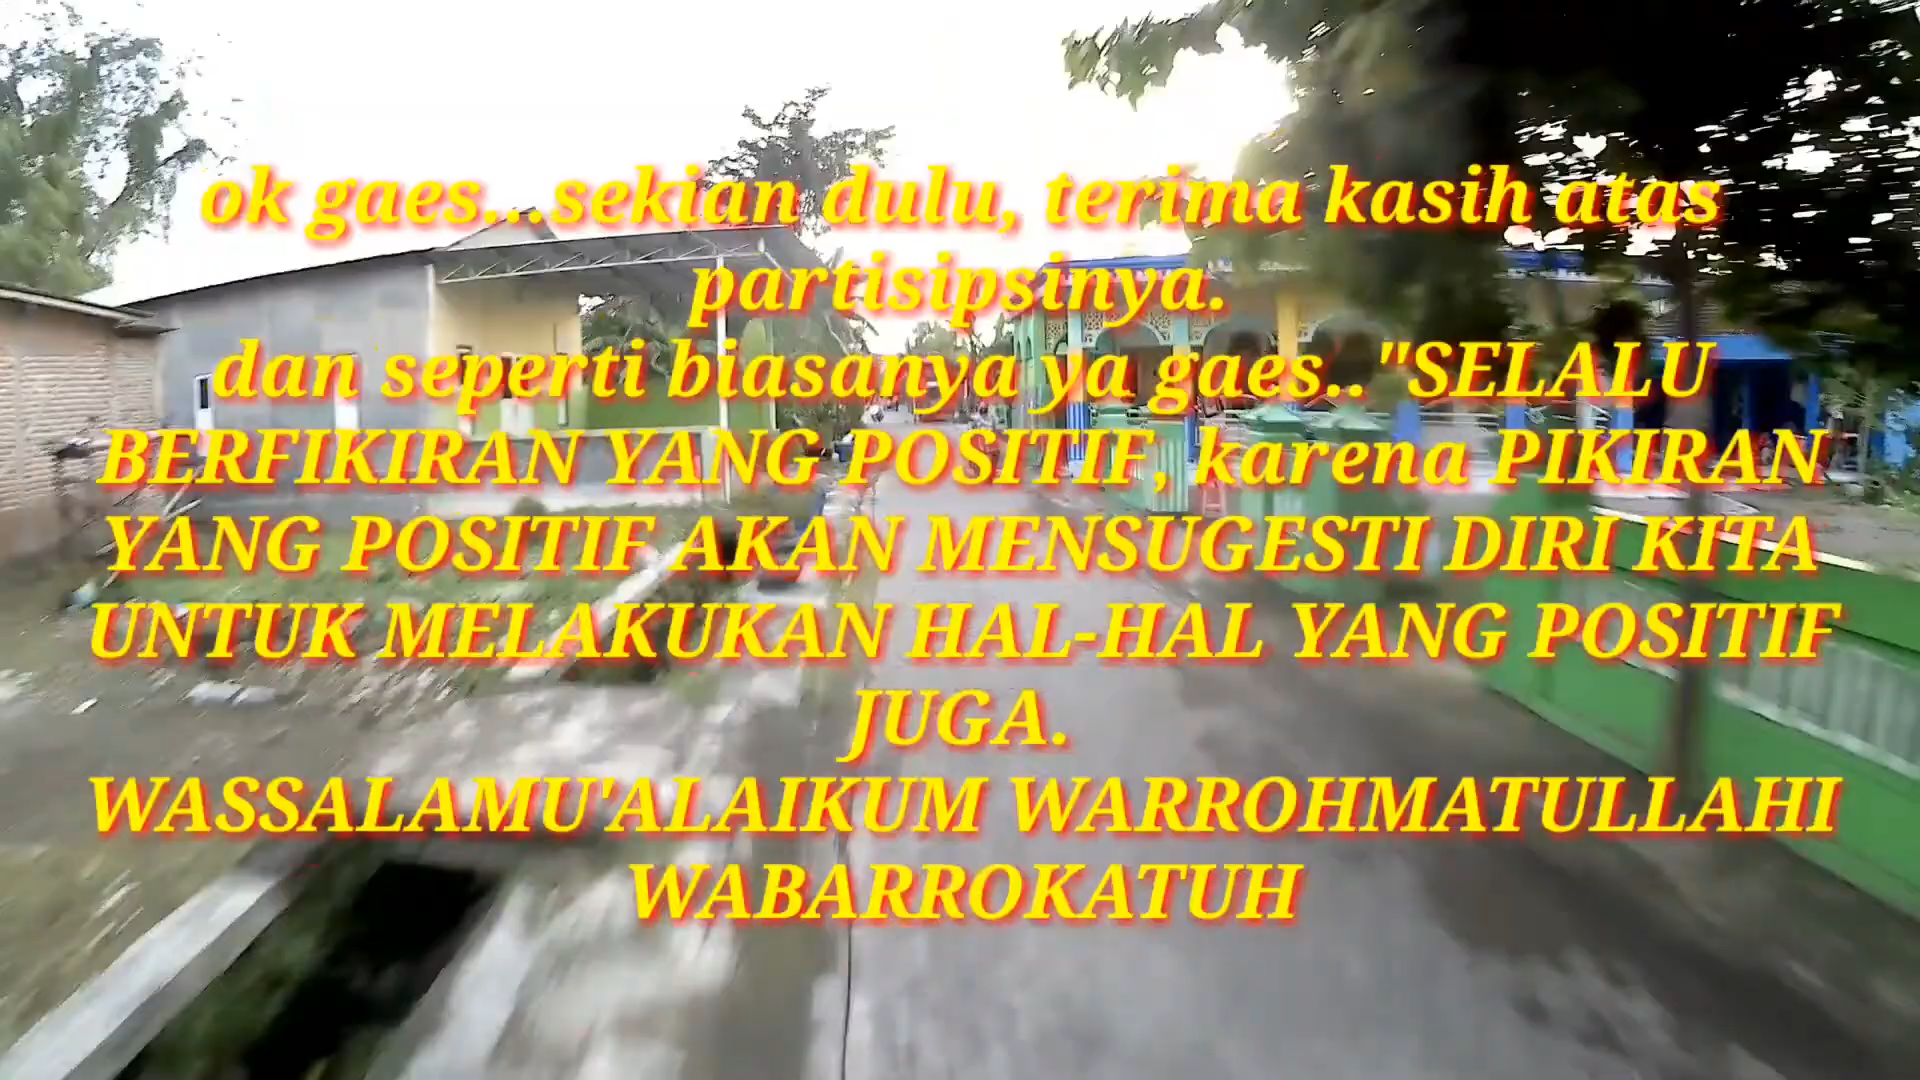 ok gaes...sekian dulu, terima kasih atas
partisipsinya.
dan seperti biasanya ya gaes.."SELALU
BERFIKIRAN YANG POSITIF, karena PIKIRAN
YANG POSITIF AKAN MENSUGESTI DIRI KITA
UNTUK MELAKUKAN HAL-HAL YANG POSITIF
JUGA.
WASSALAMU'ALAIKUM WARROHMATULLAHI
WABARROKATUH